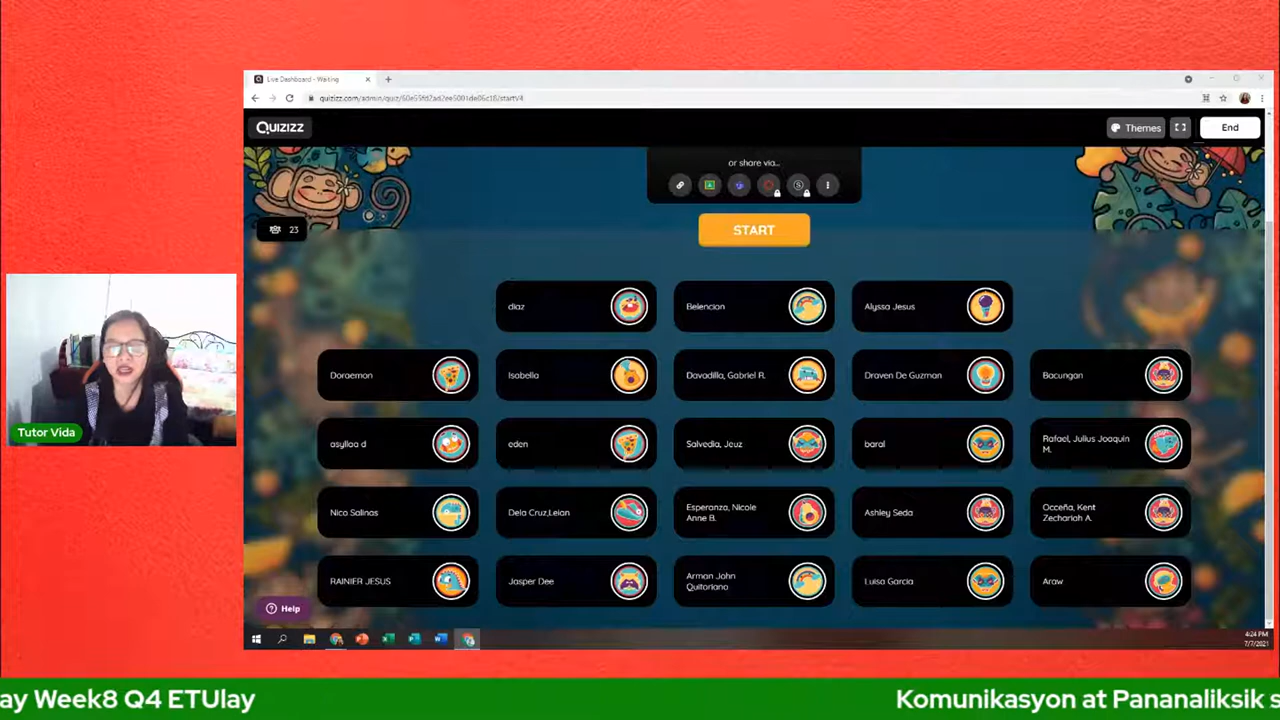 Live Dashboard - Waiting
QUIZIZZ
Themes
End
or share via...
23
START
diaz
Belencion
Alyssa Jesus
Doraemon
Isabella
Davadilla, Gabriel R.
Draven De Guzman
Bacungan
asyllaa d
eden
Salvedia, Jeuz
baral
Rafael, Julius Joaquin
M.
Nico Salinas
Dela Cruz,Leian
Esperanza, Nicole
Anne B.
Ashley Seda
Occeña, Kent
Zechariah A.
RAINIER JESUS
Jasper Dee
Arman John
Quitoriano
Luisa Garcia
Araw
Help
Tutor Vida
4:24 PM
7/7/2021
ay Week8 Q4 ETUlay
Komunikasyon at Pananaliksik s